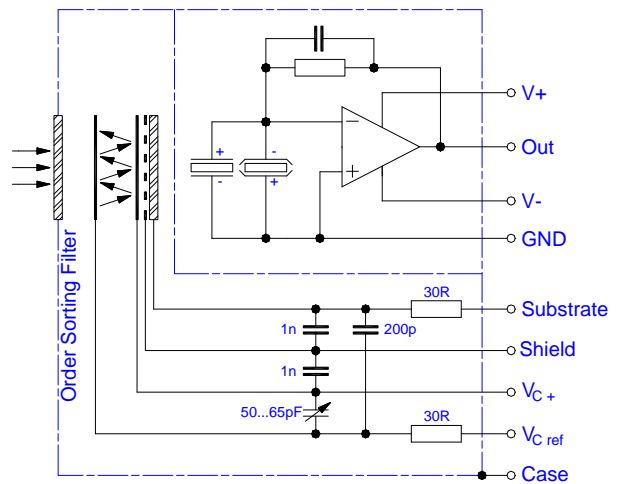 V+
Out
V-
GND
+
-
-
+
−
+
Order Sorting Filter
30R
Substrate
1n
200p
Shield
1n
VC +
50...65pF
30R
VC ref
Case